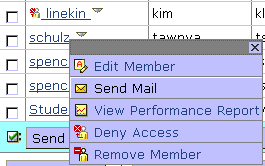 linekin kim
schulz tawnya
spenc
Edit Member
spenc
Send Mail
View Performance Report
Stude
Deny Access
Send
Remove Member